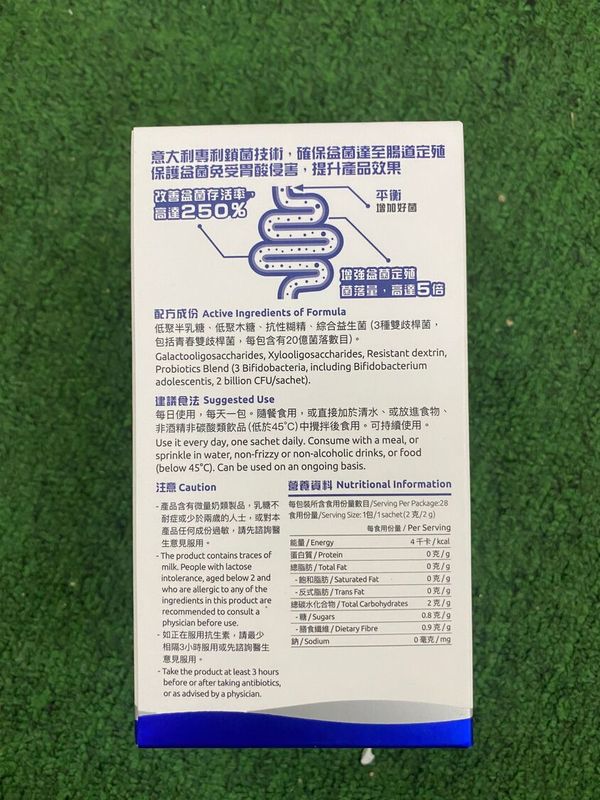 意大利專利鎖菌技術，確保益菌達至腸道定殖
保護益菌免受胃酸侵害，提升產品效果
改善益菌存活率，
高達250%
平衡
增加好菌
增強益菌定殖
菌落量，高達5倍
配方成份 Active Ingredients of Formula
低聚半乳糖、低聚木糖、抗性糊精、綜合益生菌 (3種雙歧桿菌，
包括青春雙歧桿菌，每包含有20億菌落數目)。
Galactooligosaccharides, Xylooligosaccharides, Resistant dextrin,
Probiotics Blend (3 Bifidobacteria, including Bifidobacterium
adolescentis, 2 billion CFU/sachet).
建議食法 Suggested Use
每日使用，每天一包。隨餐食用，或直接加於清水、或放進食物、
非酒精非碳酸類飲品 (低於45°C) 中攪拌後食用。可持續使用。
Use it every day, one sachet daily. Consume with a meal, or
sprinkle in water, non-frizzy or non-alcoholic drinks, or food
(below 45°C). Can be used on an ongoing basis.
注意 Caution
- 產品含有微量奶類製品，乳糖不
耐症或少於兩歲的人士，或對本
產品任何成份過敏，請先諮詢醫
生意見服用。
- The product contains traces of
milk. People with lactose
intolerance, aged below 2 and
who are allergic to any of the
ingredients in this product are
recommended to consult a
physician before use.
- 如正在服用抗生素，請最少
相隔3小時服用或先諮詢醫生
意見服用。
- Take the product at least 3 hours
before or after taking antibiotics,
or as advised by a physician.
營養資料 Nutritional Information
每包裝所含食用份量數目/Serving Per Package:28
食用份量/Serving Size: 1包/1 sachet (2 克/2 g)
每食用份量 / Per Serving
能量 / Energy 4 千卡 / kcal
蛋白質 / Protein 0 克 / g
總脂肪 / Total Fat 0 克 / g
- 飽和脂肪 / Saturated Fat 0 克 / g
- 反式脂肪 / Trans Fat 0 克 / g
總碳水化合物 / Total Carbohydrates 2 克 / g
- 糖 / Sugars 0.8 克 / g
- 膳食纖維 / Dietary Fibre 0.9 克 / g
鈉 / Sodium 0 毫克 / mg